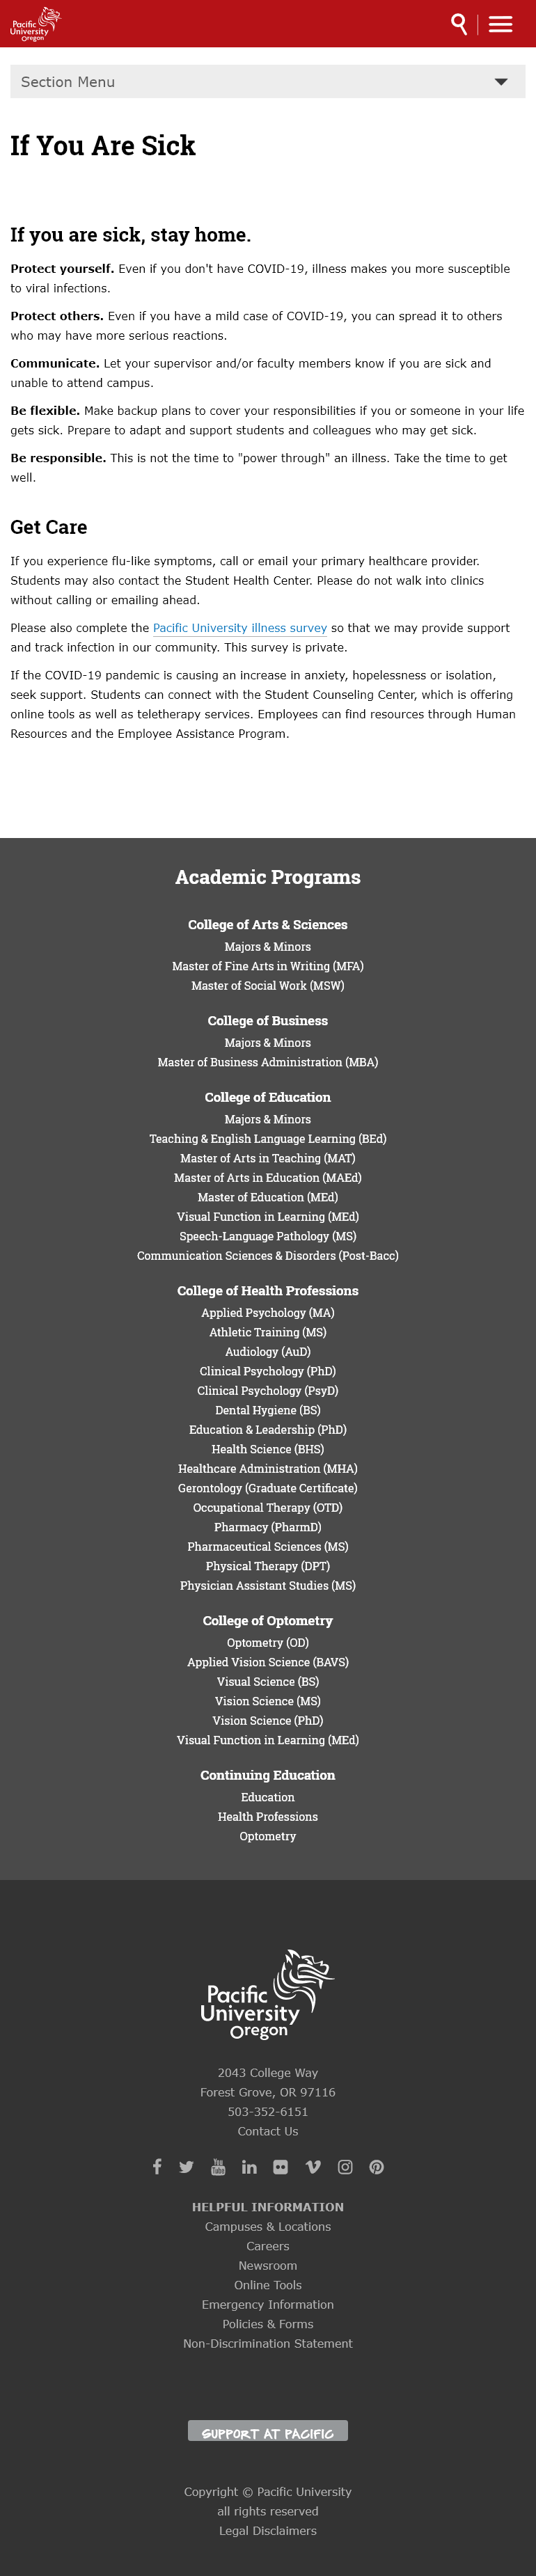 Pacific
University
Oregon
Section Menu
If You Are Sick
If you are sick, stay home.
Protect yourself. Even if you don't have COVID-19, illness makes you more susceptible
to viral infections.
Protect others. Even if you have a mild case of COVID-19, you can spread it to others
who may have more serious reactions.
Communicate. Let your supervisor and/or faculty members know if you are sick and
unable to attend campus.
Be flexible. Make backup plans to cover your responsibilities if you or someone in your life
gets sick. Prepare to adapt and support students and colleagues who may get sick.
Be responsible. This is not the time to "power through" an illness. Take the time to get
well.
Get Care
If you experience flu-like symptoms, call or email your primary healthcare provider.
Students may also contact the Student Health Center. Please do not walk into clinics
without calling or emailing ahead.
Please also complete the Pacific University illness survey so that we may provide support
and track infection in our community. This survey is private.
If the COVID-19 pandemic is causing an increase in anxiety, hopelessness or isolation,
seek support. Students can connect with the Student Counseling Center, which is offering
online tools as well as teletherapy services. Employees can find resources through Human
Resources and the Employee Assistance Program.
Academic Programs
College of Arts & Sciences
Majors & Minors
Master of Fine Arts in Writing (MFA)
Master of Social Work (MSW)
College of Business
Majors & Minors
Master of Business Administration (MBA)
College of Education
Majors & Minors
Teaching & English Language Learning (BEd)
Master of Arts in Teaching (MAT)
Master of Arts in Education (MAEd)
Master of Education (MEd)
Visual Function in Learning (MEd)
Speech-Language Pathology (MS)
Communication Sciences & Disorders (Post-Bacc)
College of Health Professions
Applied Psychology (MA)
Athletic Training (MS)
Audiology (AuD)
Clinical Psychology (PhD)
Clinical Psychology (PsyD)
Dental Hygiene (BS)
Education & Leadership (PhD)
Health Science (BHS)
Healthcare Administration (MHA)
Gerontology (Graduate Certificate)
Occupational Therapy (OTD)
Pharmacy (PharmD)
Pharmaceutical Sciences (MS)
Physical Therapy (DPT)
Physician Assistant Studies (MS)
College of Optometry
Optometry (OD)
Applied Vision Science (BAVS)
Visual Science (BS)
Vision Science (MS)
Vision Science (PhD)
Visual Function in Learning (MEd)
Continuing Education
Education
Health Professions
Optometry
Pacific
University
Oregon
2043 College Way
Forest Grove, OR 97116
503-352-6151
Contact Us
You
Tube
HELPFUL INFORMATION
Campuses & Locations
Careers
Newsroom
Online Tools
Emergency Information
Policies & Forms
Non-Discrimination Statement
SUPPORT AT PACIFIC
Copyright © Pacific University
all rights reserved
Legal Disclaimers